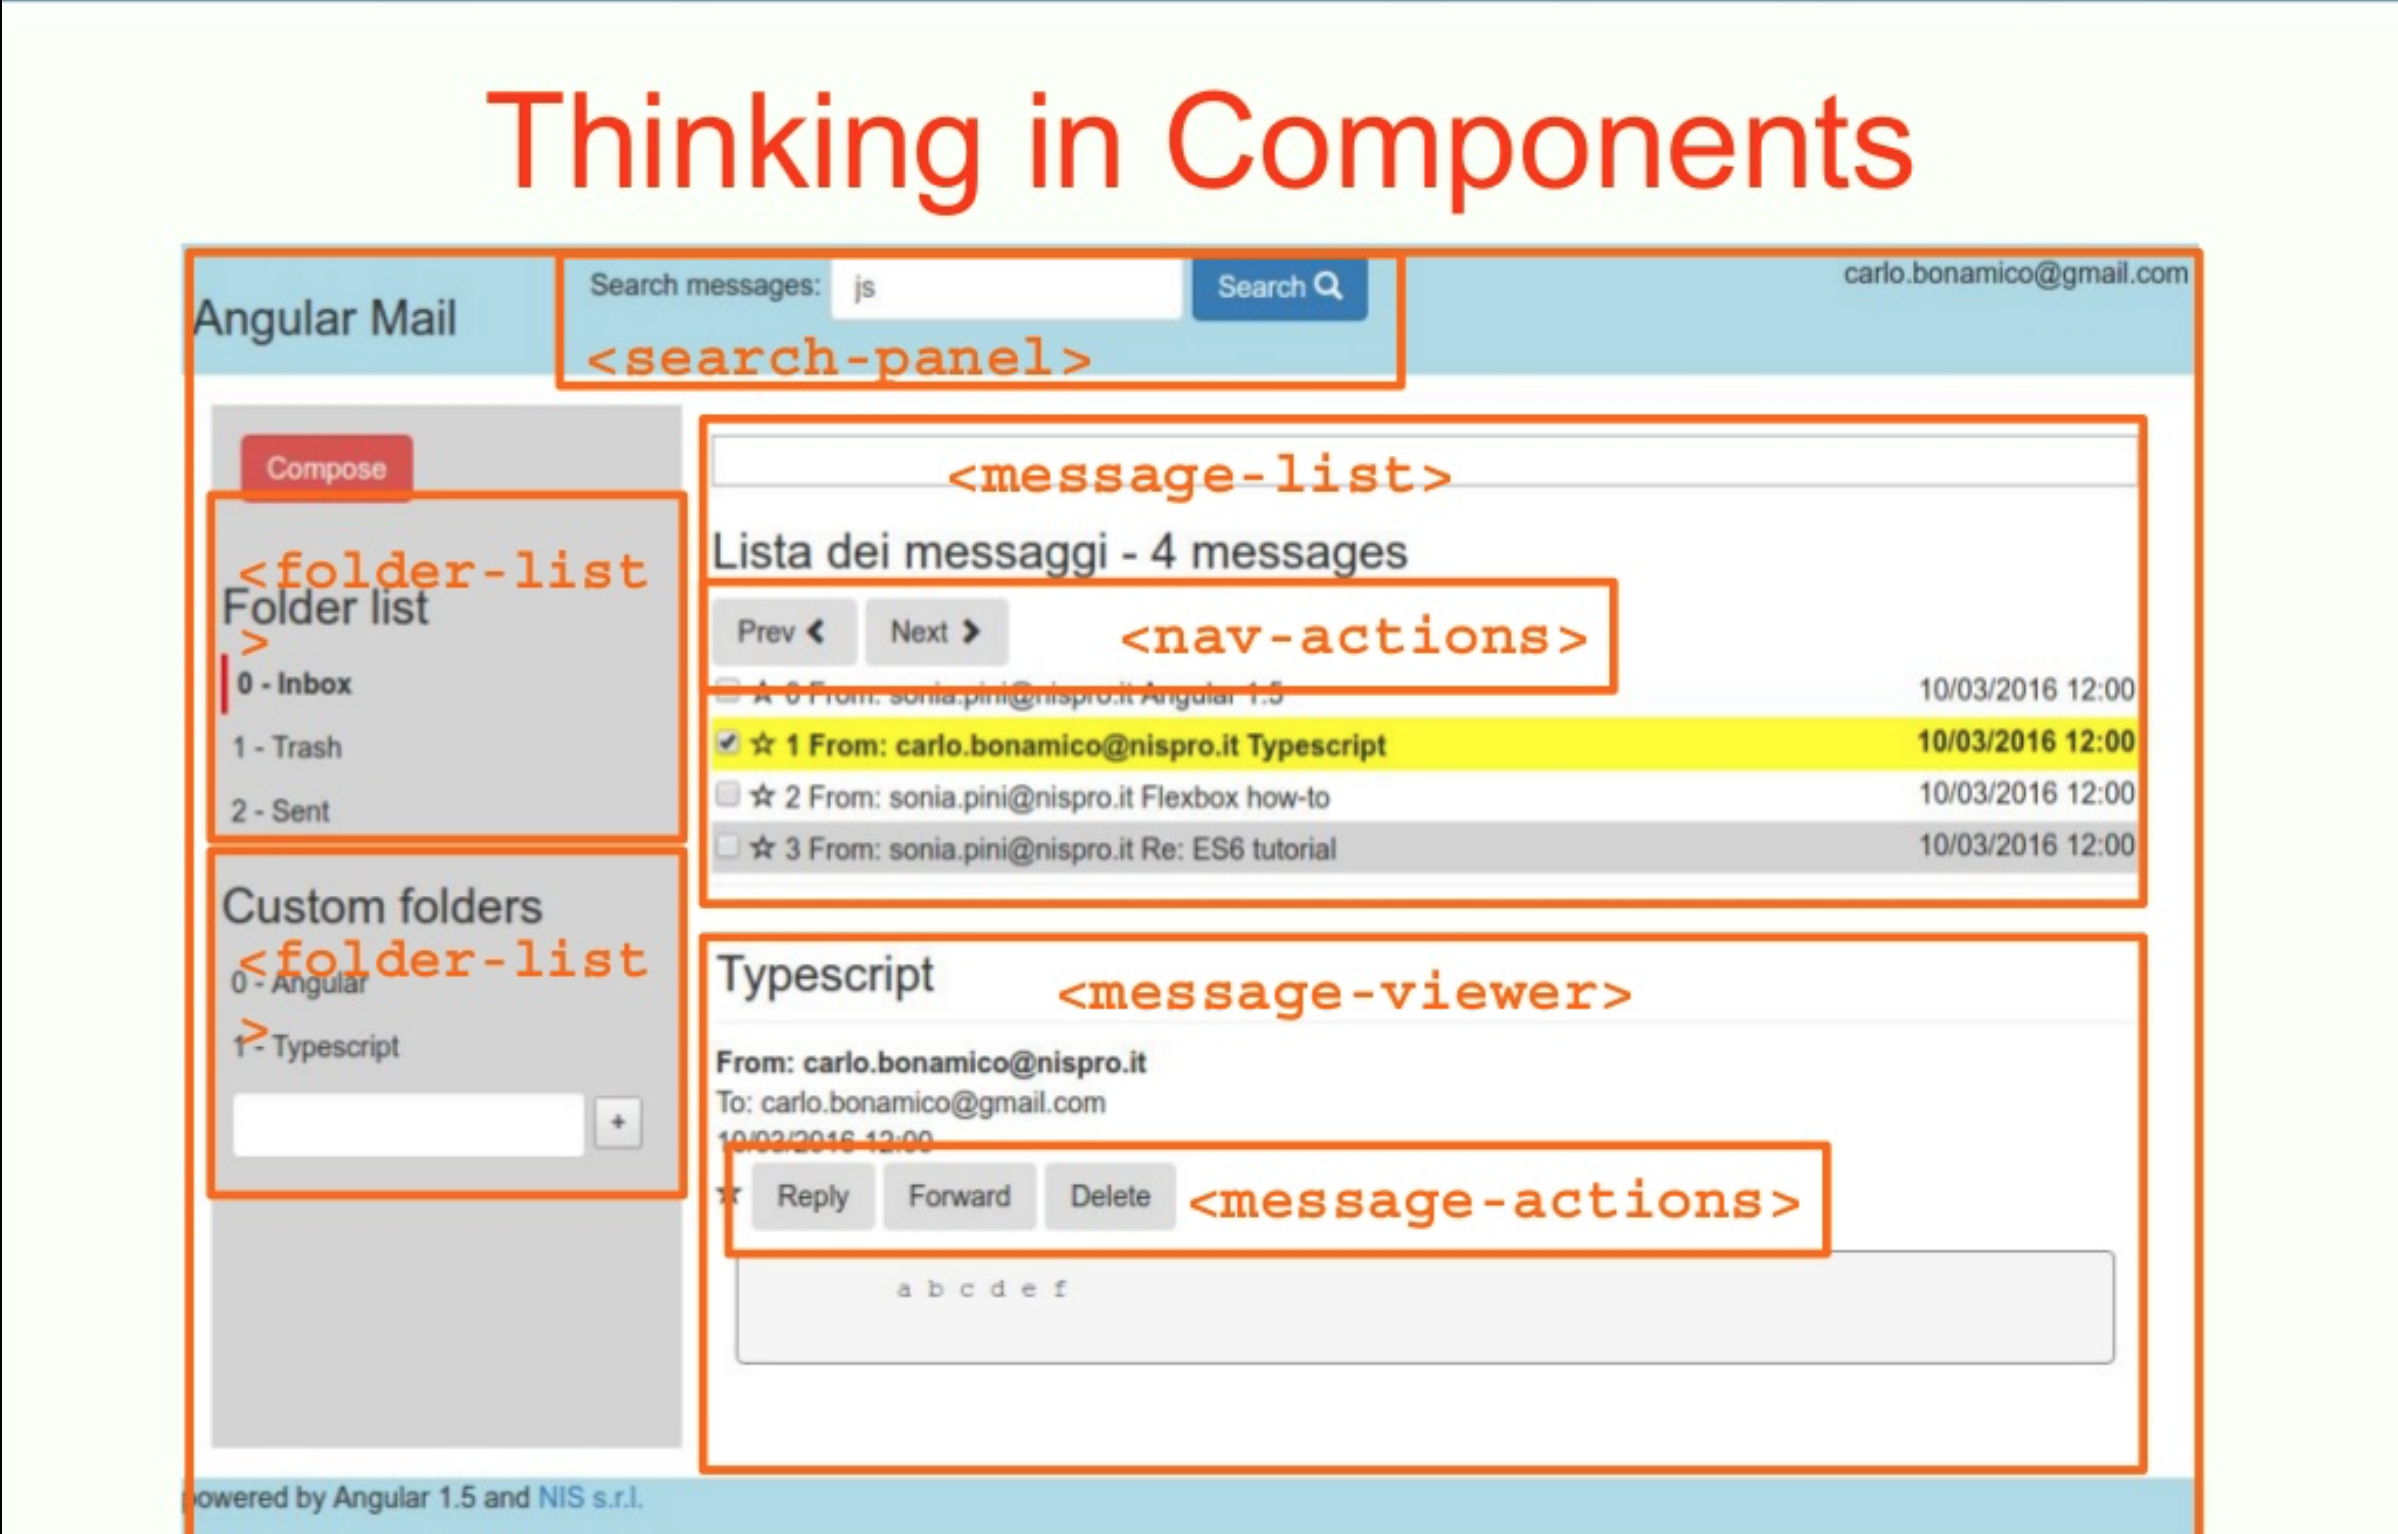 Thinking in Components
Angular Mail
Search messages: js Search
carlo.bonamico@gmail.com
<search-panel>
Compose
<folder-list
>
Folder list
0 - Inbox
1 - Trash
2 - Sent
Custom folders
<folder-list
>
0 - Angular
1 - Typescript
+
<message-list>
Lista dei messaggi - 4 messages
Prev Next <nav-actions>
0 From: sonia.pini@nispro.it Angular 1.5 10/03/2016 12:00
1 From: carlo.bonamico@nispro.it Typescript 10/03/2016 12:00
2 From: sonia.pini@nispro.it Flexbox how-to 10/03/2016 12:00
3 From: sonia.pini@nispro.it Re: ES6 tutorial 10/03/2016 12:00
Typescript <message-viewer>
From: carlo.bonamico@nispro.it
To: carlo.bonamico@gmail.com
10/03/2016 12:00
Reply Forward Delete <message-actions>
a b c d e f
powered by Angular 1.5 and NIS s.r.l.